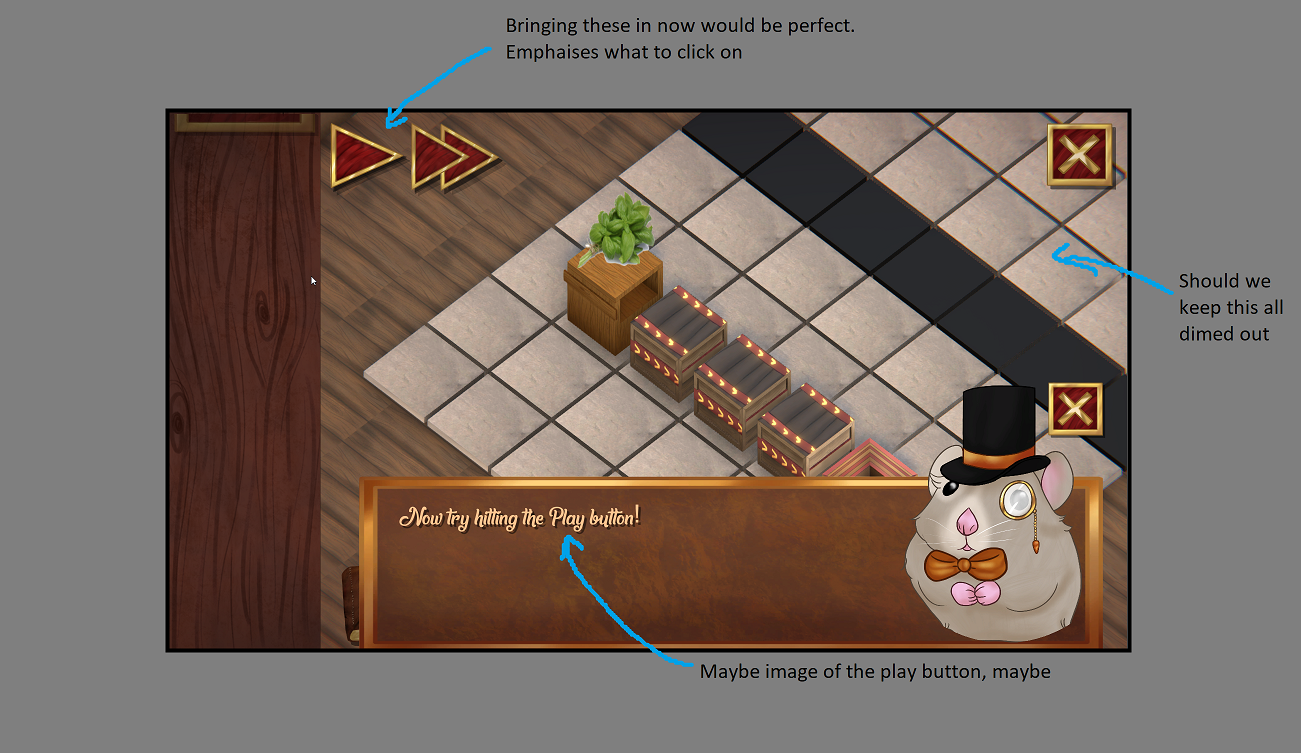 Bringing these in now would be perfect.
Emphaises what to click on
Should we
keep this all
dimed out
Now try hitting the Play button!
Maybe image of the play button, maybe